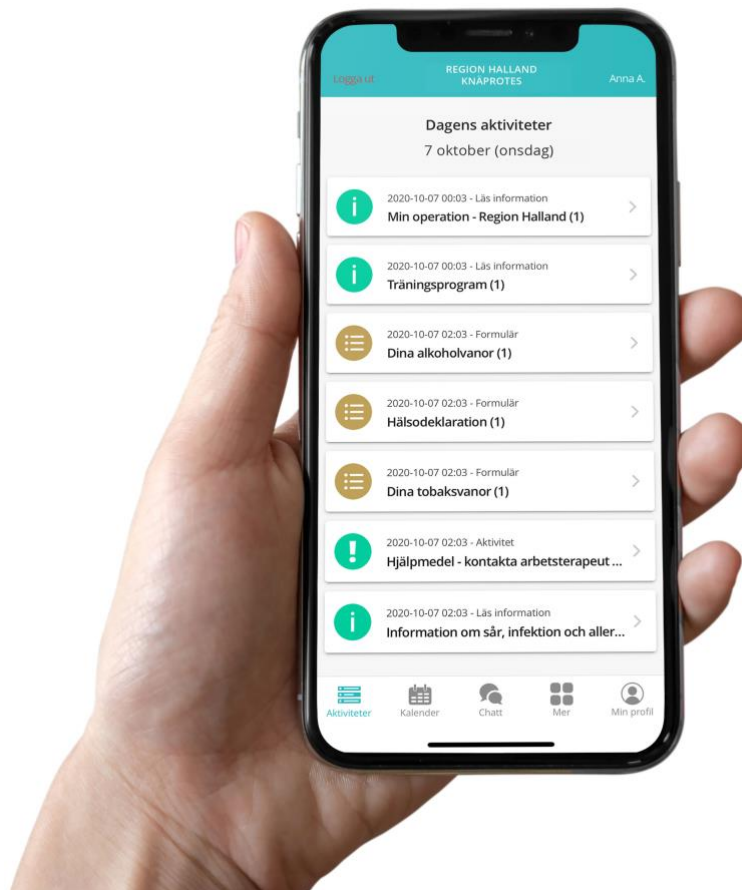 Logga ut
REGION HALLAND
KNÄPROTES
Anna A.
Dagens aktiviteter
7 oktober (onsdag)
2020-10-07 00:03 - Läs information
Min operation - Region Halland (1)
2020-10-07 00:03 - Läs information
Träningsprogram (1)
2020-10-07 02:03 - Formulär
Dina alkoholvanor (1)
2020-10-07 02:03 - Formulär
Hälsodeklaration (1)
2020-10-07 02:03 - Formulär
Dina tobaksvanor (1)
2020-10-07 02:03 - Aktivitet
Hjälpmedel - kontakta arbetsterapeut ...
2020-10-07 02:03 - Läs information
Information om sår, infektion och aller...
Aktiviteter
Kalender
Chatt
Mer
Min profil